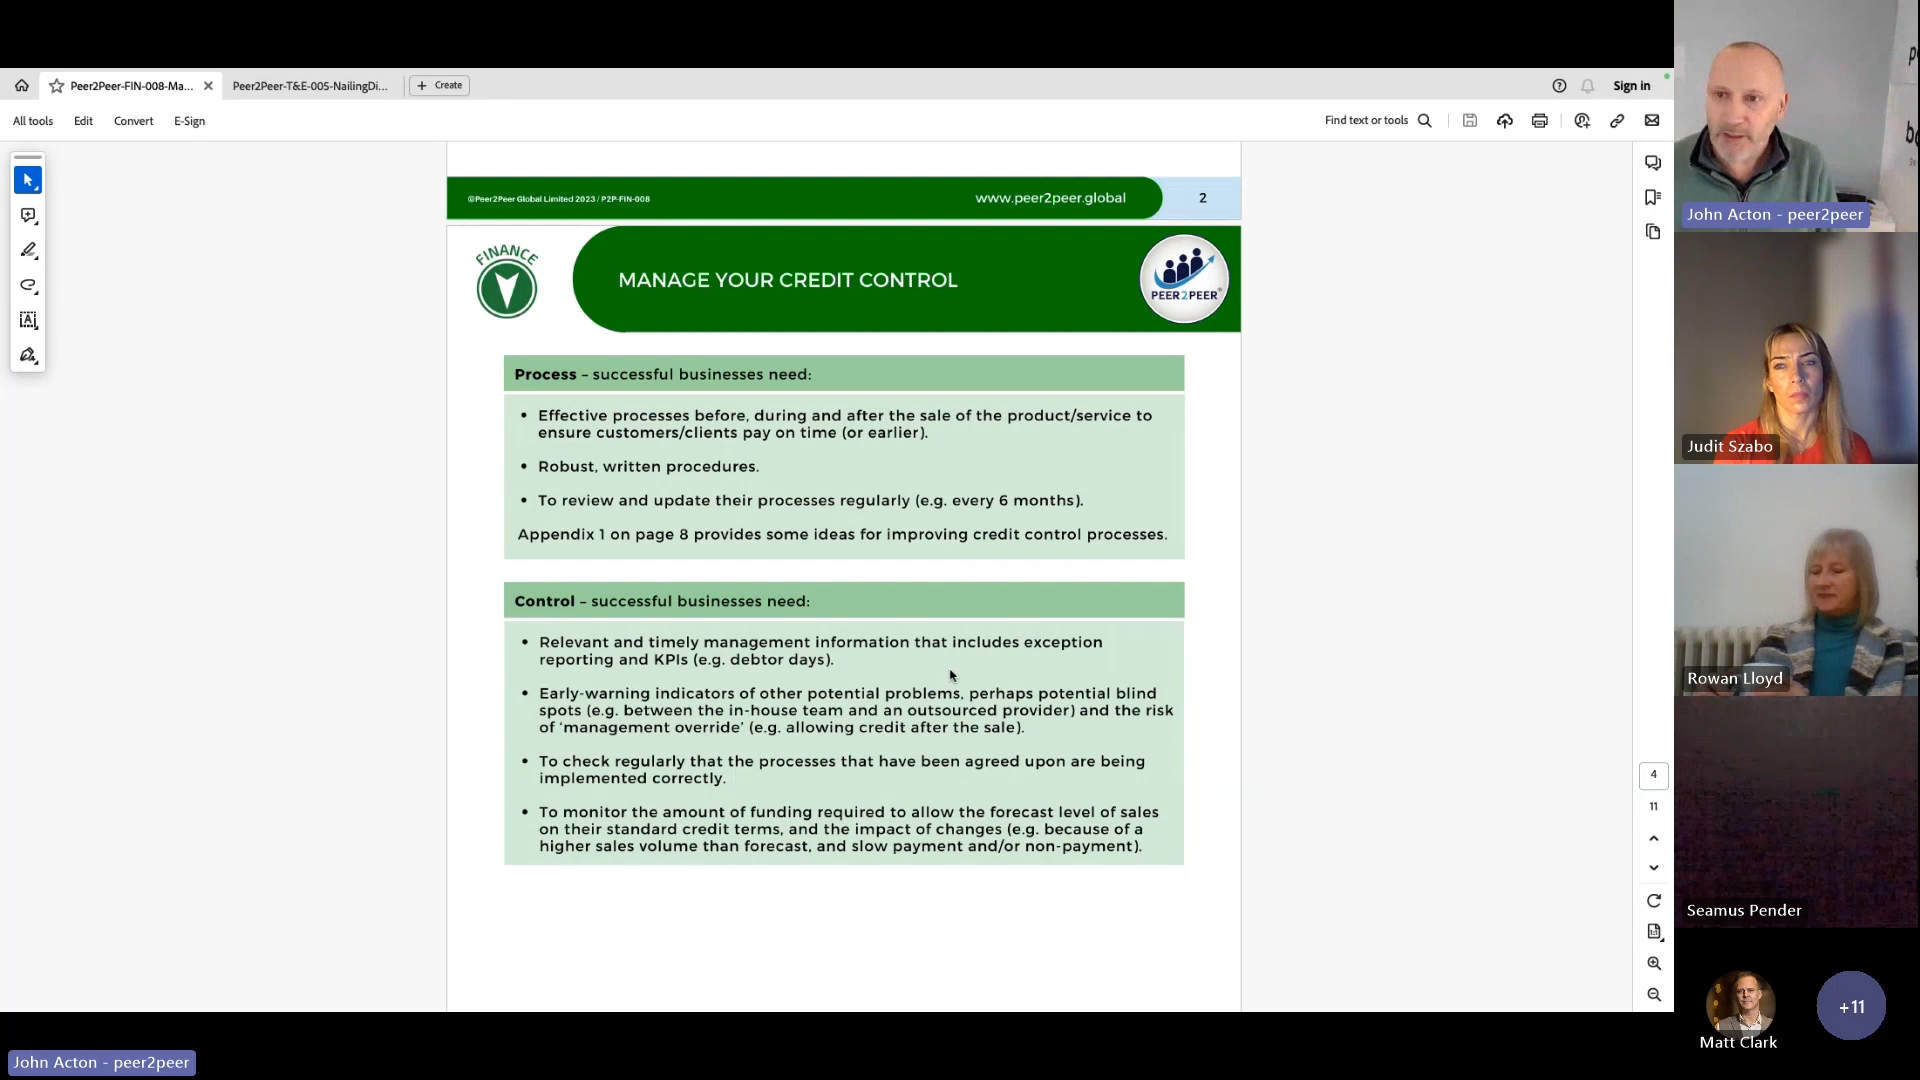 Peer2Peer-FIN-008-Ma...
Peer2Peer-T&E-005-NailingDi...
Create
Sign in
All tools
Edit
Convert
E-Sign
Find text or tools
©Peer2Peer Global Limited 2023 / P2P-FIN-008
www.peer2peer.global
2
FINANCE
MANAGE YOUR CREDIT CONTROL
PEER2PEER
Process – successful businesses need:
• Effective processes before, during and after the sale of the product/service to
ensure customers/clients pay on time (or earlier).
• Robust, written procedures.
• To review and update their processes regularly (e.g. every 6 months).
Appendix 1 on page 8 provides some ideas for improving credit control processes.
Control – successful businesses need:
• Relevant and timely management information that includes exception
reporting and KPIs (e.g. debtor days).
• Early-warning indicators of other potential problems, perhaps potential blind
spots (e.g. between the in-house team and an outsourced provider) and the risk
of ‘management override’ (e.g. allowing credit after the sale).
• To check regularly that the processes that have been agreed upon are being
implemented correctly.
• To monitor the amount of funding required to allow the forecast level of sales
on their standard credit terms, and the impact of changes (e.g. because of a
higher sales volume than forecast, and slow payment and/or non-payment).
4
11
John Acton - peer2peer
Judit Szabo
Rowan Lloyd
Seamus Pender
Matt Clark
+11
John Acton - peer2peer